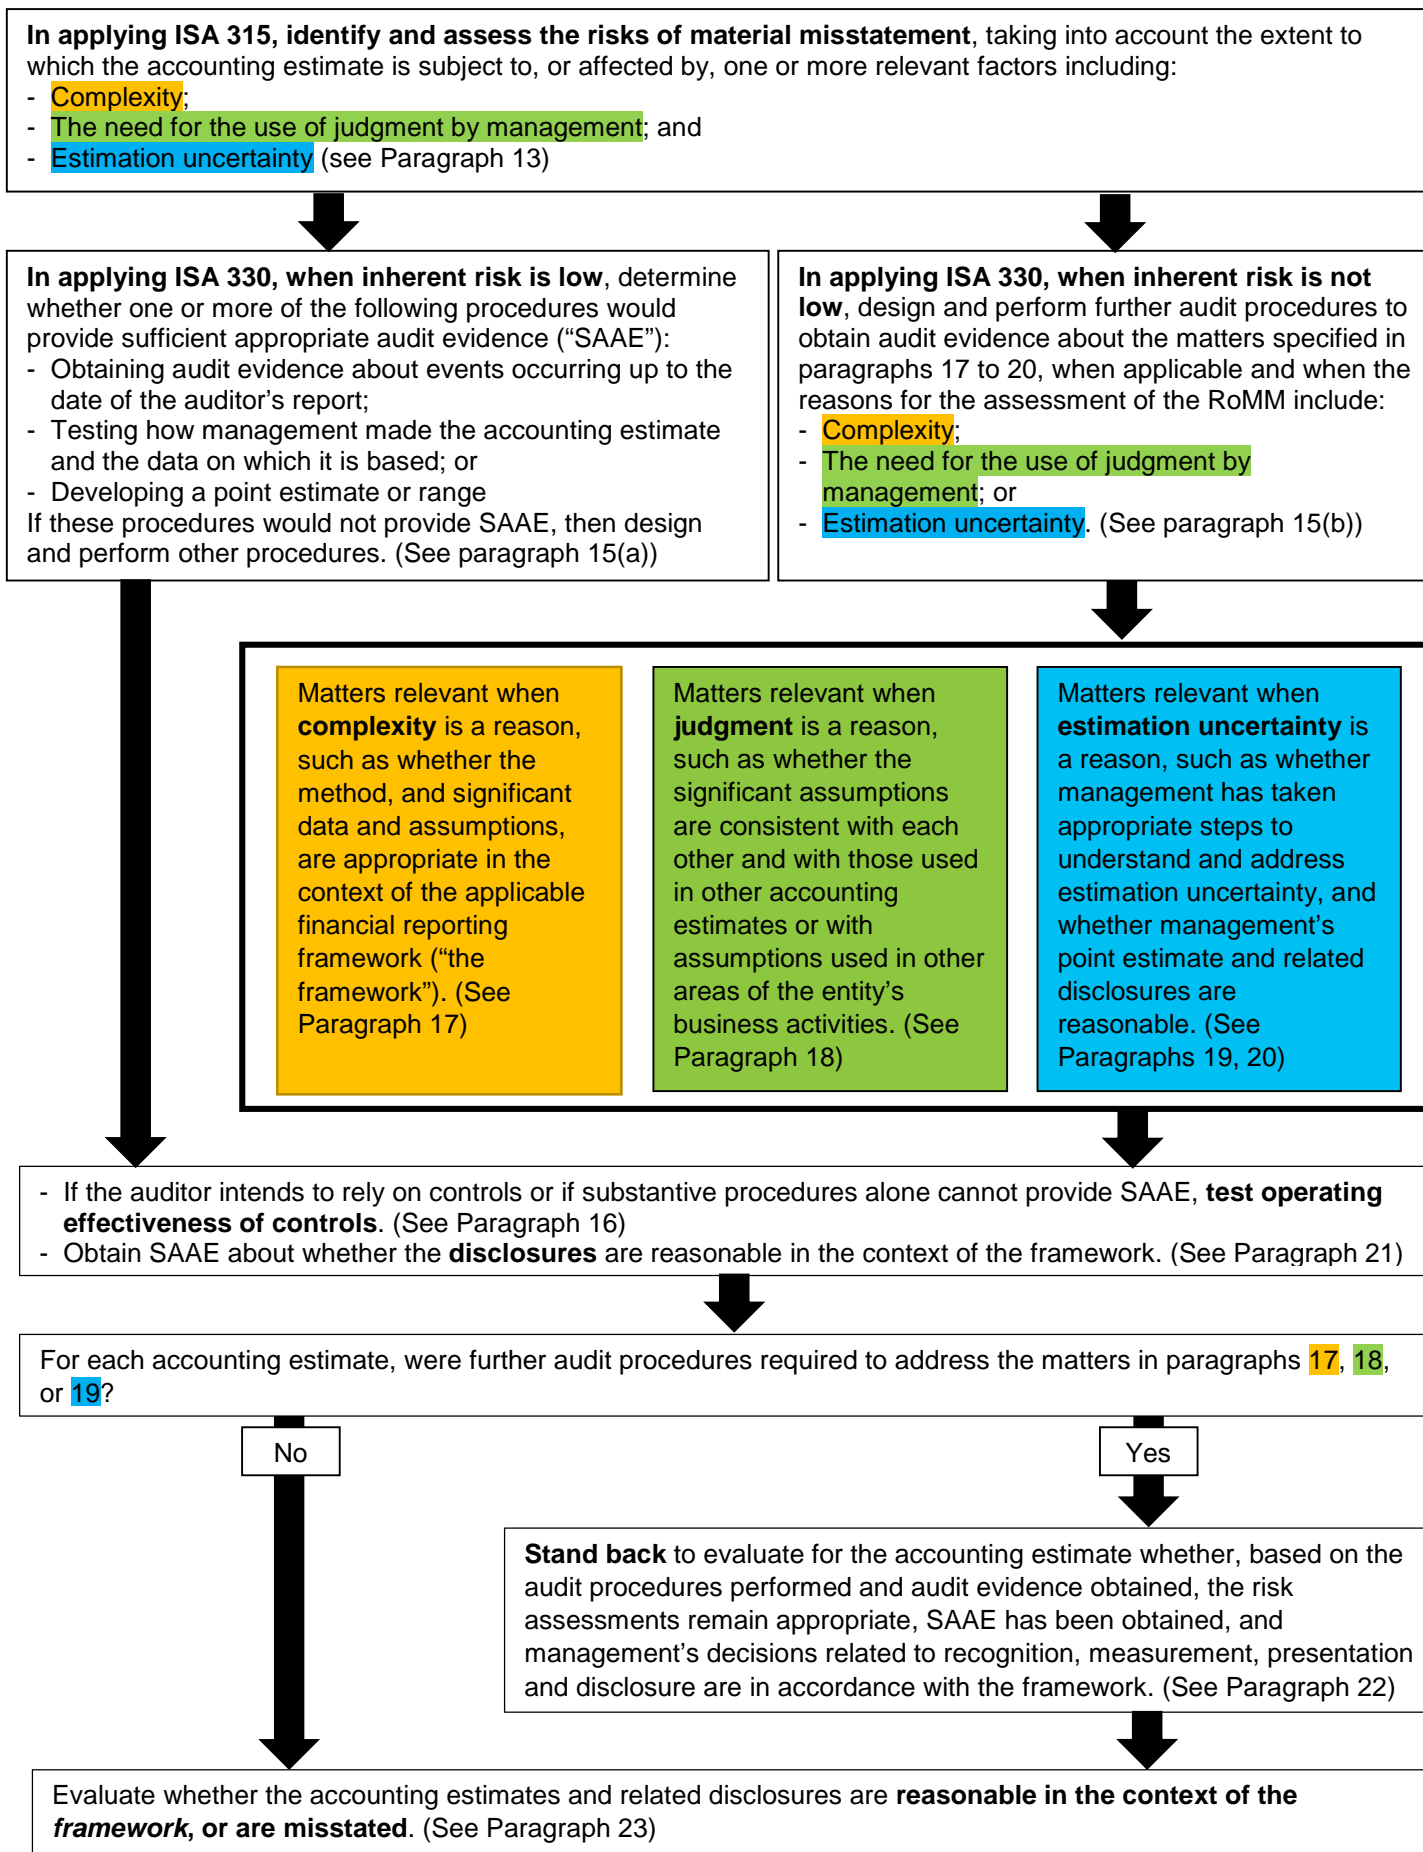 In applying ISA 315, identify and assess the risks of material misstatement, taking into account the extent to
which the accounting estimate is subject to, or affected by, one or more relevant factors including:
- Complexity;
- The need for the use of judgment by management; and
- Estimation uncertainty (see Paragraph 13)
In applying ISA 330, when inherent risk is low, determine
whether one or more of the following procedures would
provide sufficient appropriate audit evidence (“SAAE”):
- Obtaining audit evidence about events occurring up to the
date of the auditor’s report;
- Testing how management made the accounting estimate
and the data on which it is based; or
- Developing a point estimate or range
If these procedures would not provide SAAE, then design
and perform other procedures. (See paragraph 15(a))
In applying ISA 330, when inherent risk is not
low, design and perform further audit procedures to
obtain audit evidence about the matters specified in
paragraphs 17 to 20, when applicable and when the
reasons for the assessment of the RoMM include:
- Complexity;
- The need for the use of judgment by
management; or
- Estimation uncertainty. (See paragraph 15(b))
Matters relevant when
complexity is a reason,
such as whether the
method, and significant
data and assumptions,
are appropriate in the
context of the applicable
financial reporting
framework (“the
framework”). (See
Paragraph 17)
Matters relevant when
judgment is a reason,
such as whether the
significant assumptions
are consistent with each
other and with those used
in other accounting
estimates or with
assumptions used in other
areas of the entity’s
business activities. (See
Paragraph 18)
Matters relevant when
estimation uncertainty is
a reason, such as whether
management has taken
appropriate steps to
understand and address
estimation uncertainty, and
whether management’s
point estimate and related
disclosures are
reasonable. (See
Paragraphs 19, 20)
- If the auditor intends to rely on controls or if substantive procedures alone cannot provide SAAE, test operating
effectiveness of controls. (See Paragraph 16)
- Obtain SAAE about whether the disclosures are reasonable in the context of the framework. (See Paragraph 21)
For each accounting estimate, were further audit procedures required to address the matters in paragraphs 17, 18,
or 19?
No
Yes
Stand back to evaluate for the accounting estimate whether, based on the
audit procedures performed and audit evidence obtained, the risk
assessments remain appropriate, SAAE has been obtained, and
management’s decisions related to recognition, measurement, presentation
and disclosure are in accordance with the framework. (See Paragraph 22)
Evaluate whether the accounting estimates and related disclosures are reasonable in the context of the
framework, or are misstated. (See Paragraph 23)